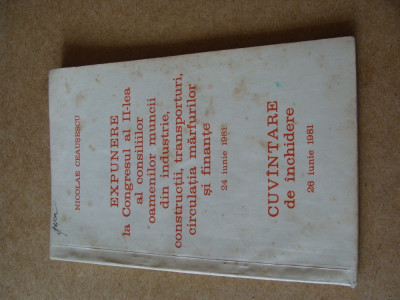 NICOLAE CEAUȘESCU
EXPUNERE
la Congresul al II-lea
al consiliilor
oamenilor muncii
din industrie,
construcții, transporturi,
circulația mărfurilor
și finanțe
24 iunie 1981
CUVÎNTARE
de închidere
26 iunie 1981